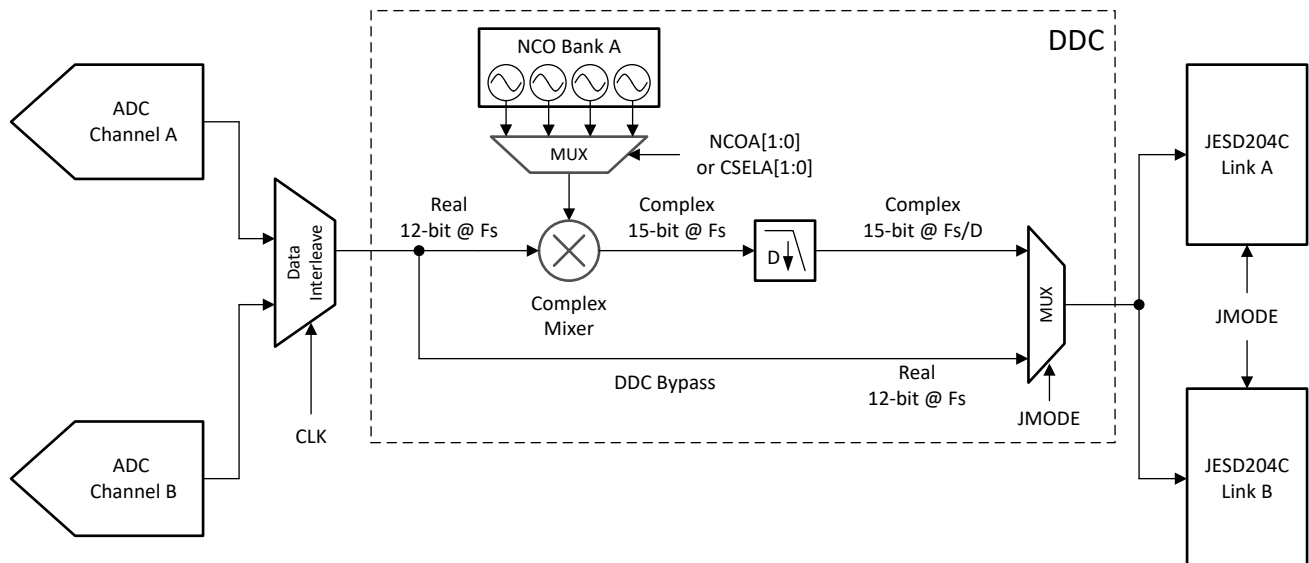 DDC
NCO Bank A
MUX
NCOA[1:0]
or CSELA[1:0]
ADC
Channel A
ADC
Channel B
Data
Interleave
CLK
Real
12-bit @ Fs
Complex
Mixer
Complex
15-bit @ Fs
D
Complex
15-bit @ Fs/D
DDC Bypass
Real
12-bit @ Fs
MUX
JMODE
JESD204C
Link A
JMODE
JESD204C
Link B